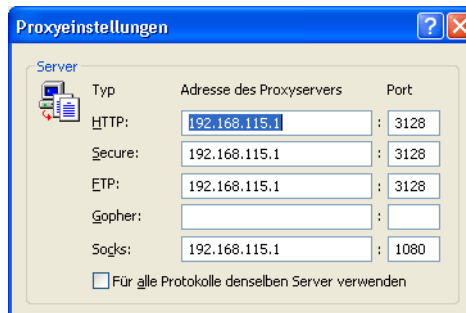 Proxyeinstellungen
Server
Typ Adresse des Proxyservers Port
HTTP: 192.168.115.1 : 3128
Secure: 192.168.115.1 : 3128
FTP: 192.168.115.1 : 3128
Gopher: :
Socks: 192.168.115.1 : 1080
Für alle Protokolle denselben Server verwenden